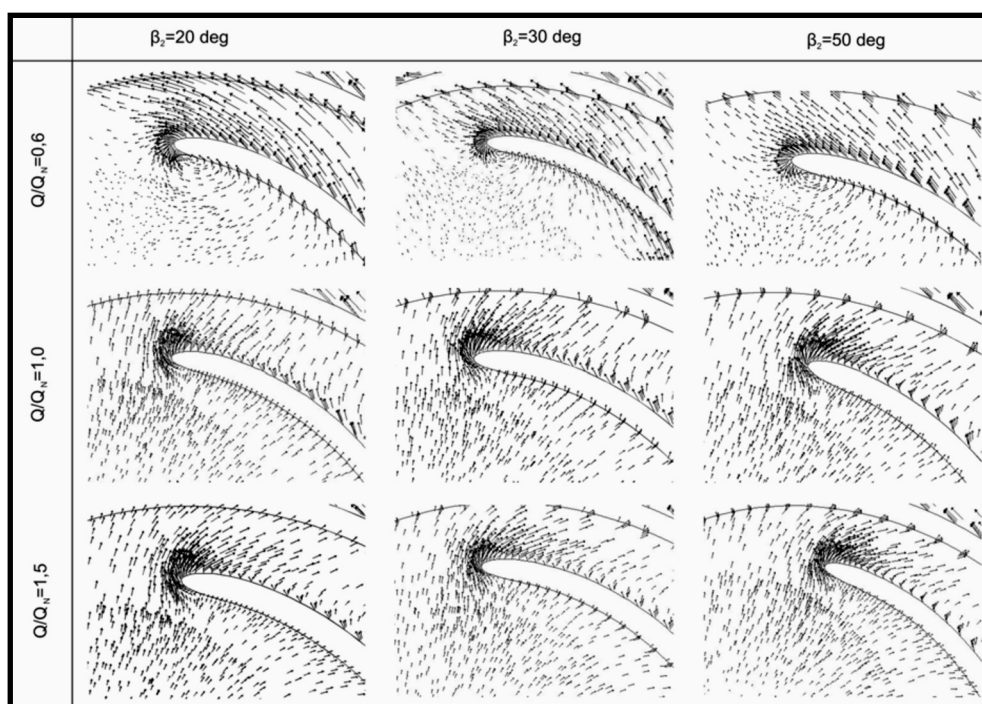 β₂=20 deg β₂=30 deg β₂=50 deg
Q/Q_N=0,6
Q/Q_N=1,0
Q/Q_N=1,5